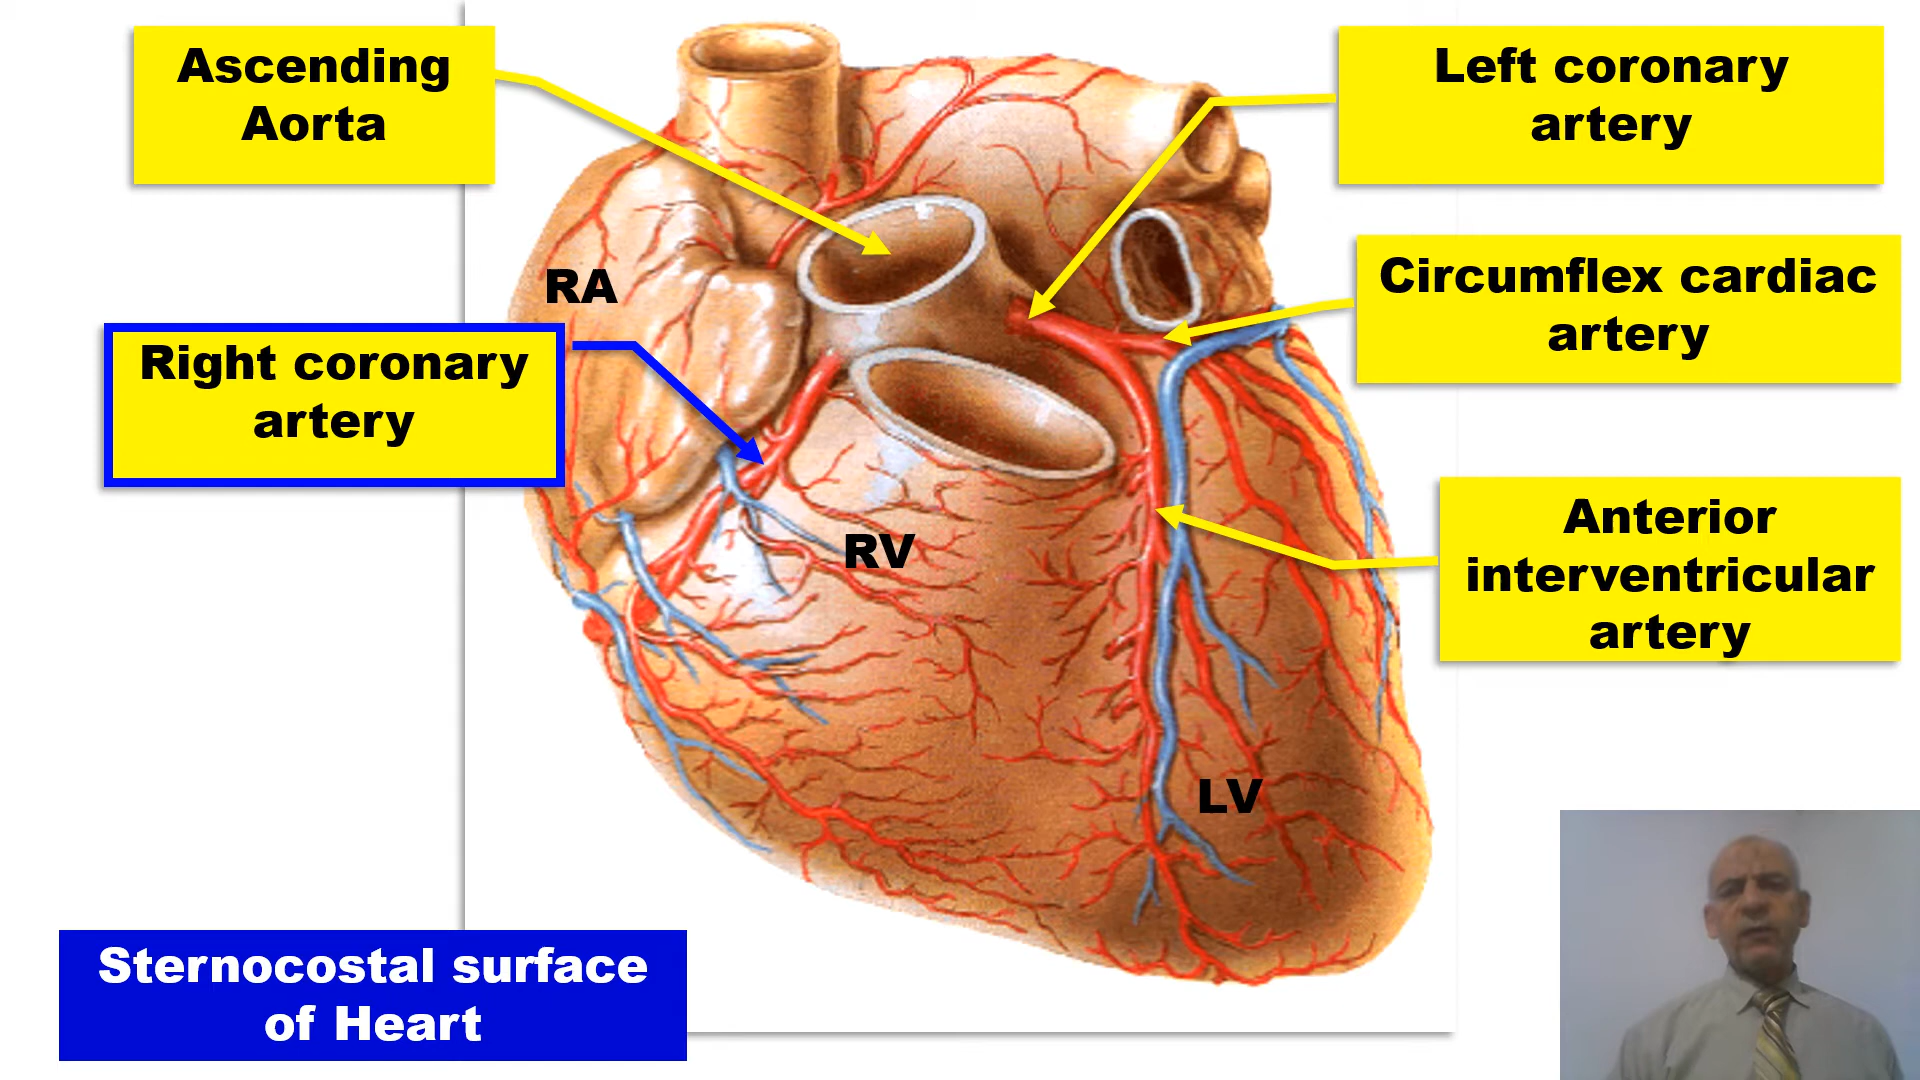 Ascending
Aorta
Left coronary
artery
Circumflex cardiac
artery
RA
Right coronary
artery
Anterior
interventricular
artery
RV
LV
Sternocostal surface
of Heart